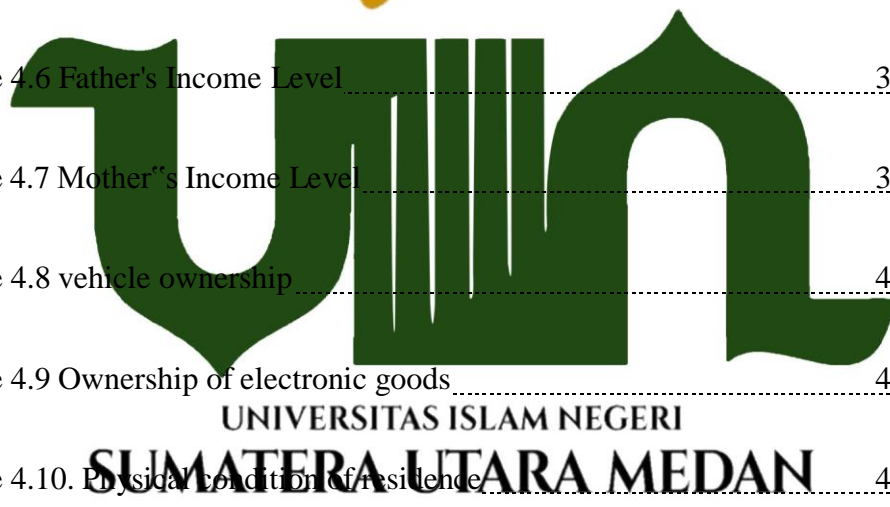 e 4.6 Father's Income Level 3
e 4.7 Mother‟s Income Level 3
e 4.8 vehicle ownership 4
e 4.9 Ownership of electronic goods 4
UNIVERSITAS ISLAM NEGERI
e 4.10. Physical condition of residence 4
SUMATERA UTARA MEDAN